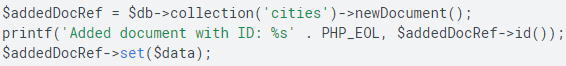 $addedDocRef = $db->collection('cities')->newDocument();
printf('Added document with ID: %s' . PHP_EOL, $addedDocRef->id());
$addedDocRef->set($data);